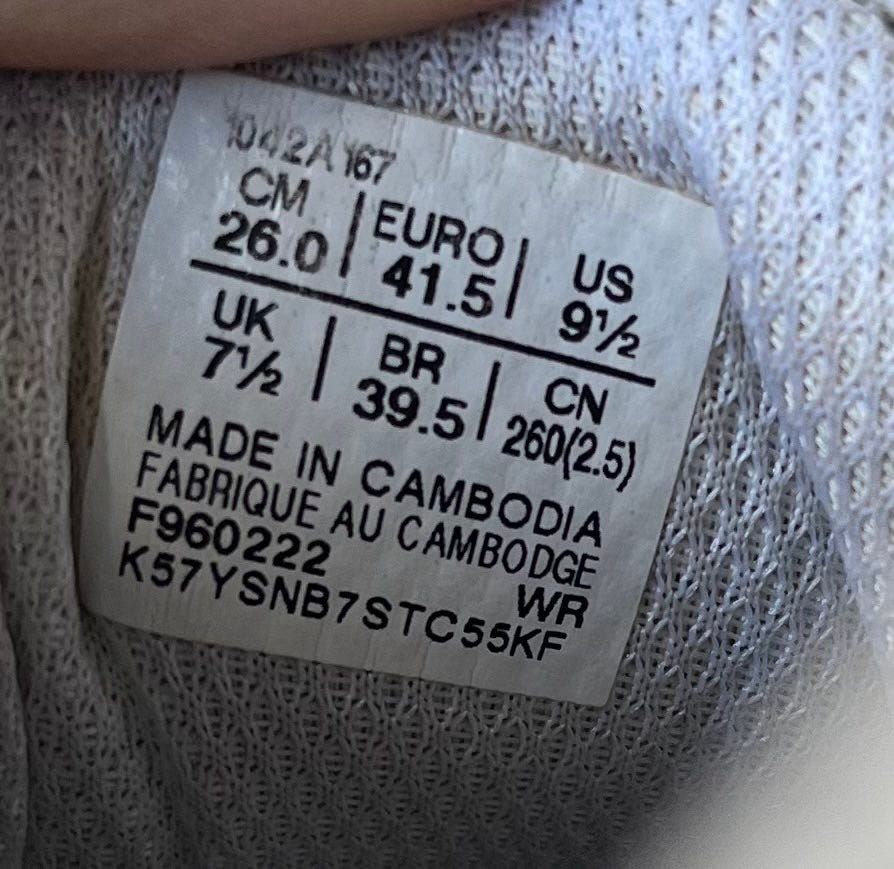 1042A167
CM | EURO | US
26.0 | 41.5 | 9½
UK | BR | CN
7½ | 39.5 | 260(2.5)
MADE IN CAMBODIA
FABRIQUE AU CAMBODGE
F960222 WR
K57YSNB7STC55KF